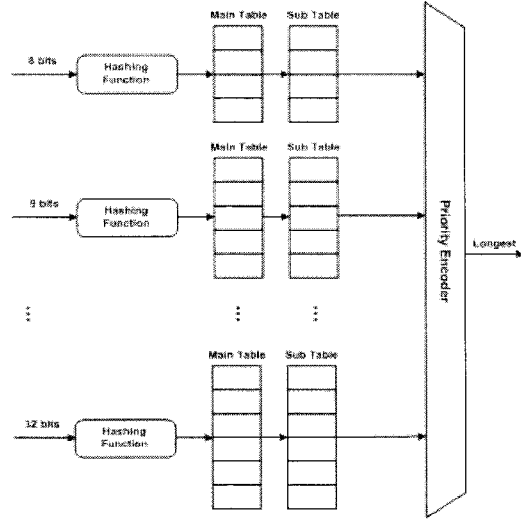 Main Table Sub Table
8 bits
Hashing
Function
Main Table Sub Table
9 bits
Hashing
Function
Priority Encoder
Longest
...
... ...
Main Table Sub Table
32 bits
Hashing
Function